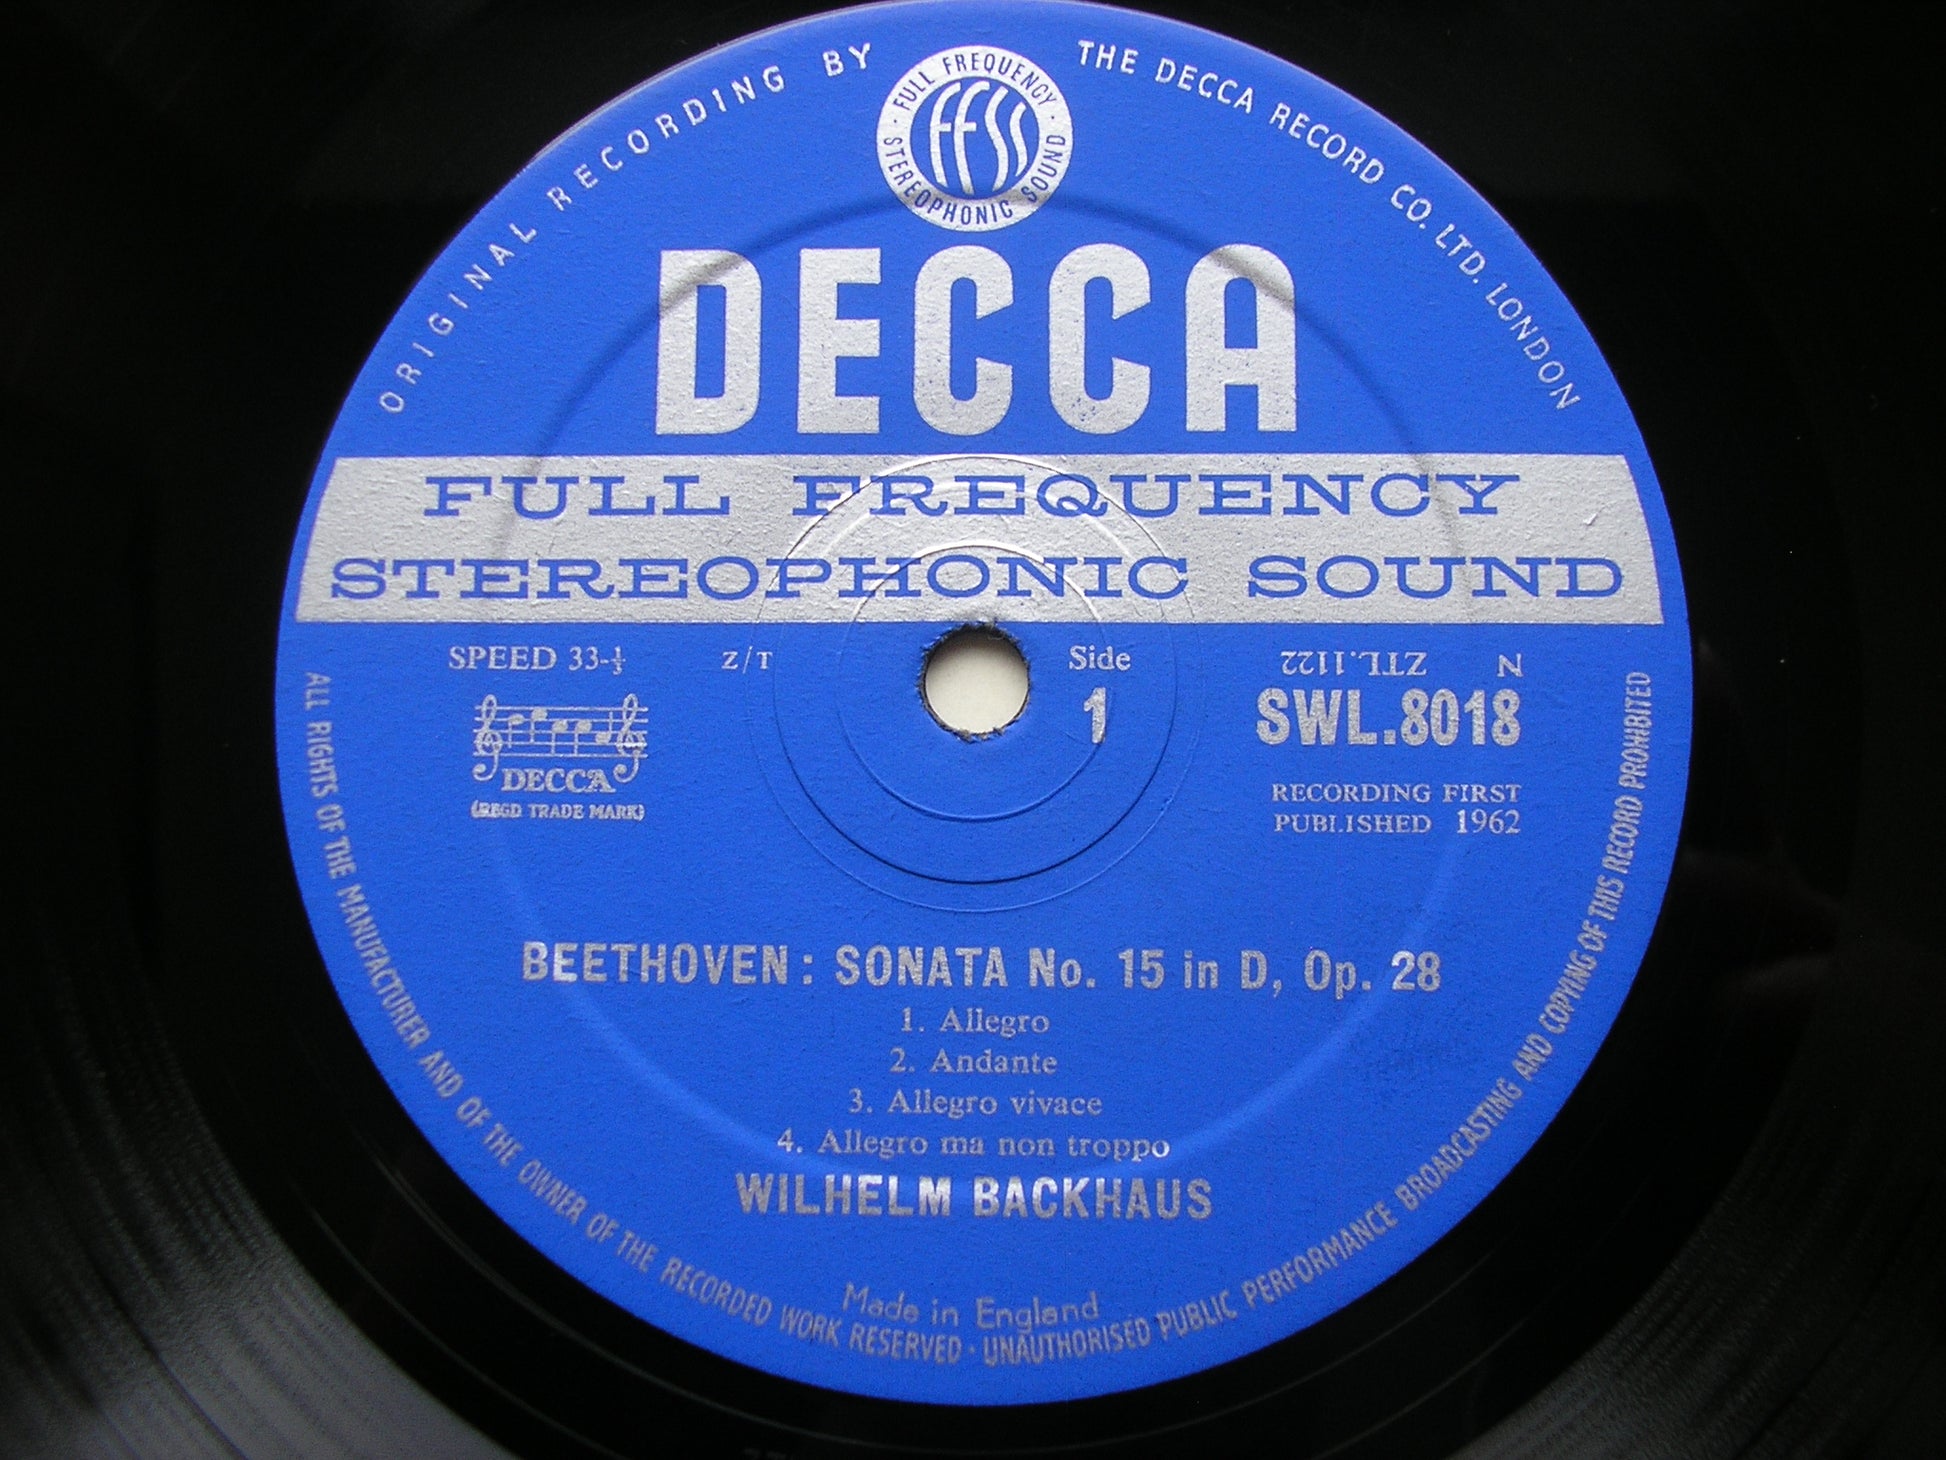 ORIGINAL RECORDING BY
THE DECCA RECORD CO. LTD. LONDON
· FULL FREQUENCY ·
STEREOPHONIC SOUND
FFSS
DECCA
FULL FREQUENCY
STEREOPHONIC SOUND
SPEED 33-⅓
Z/T
Side
1
ZTL.1122 N
SWL.8018
DECCA
(REGD TRADE MARK)
RECORDING FIRST
PUBLISHED 1962
BEETHOVEN : SONATA No. 15 in D, Op. 28
1. Allegro
2. Andante
3. Allegro vivace
4. Allegro ma non troppo
WILHELM BACKHAUS
Made in England
ALL RIGHTS OF THE MANUFACTURER AND OF THE OWNER OF THE RECORDED WORK RESERVED · UNAUTHORISED PUBLIC PERFORMANCE BROADCASTING AND COPYING OF THIS RECORD PROHIBITED